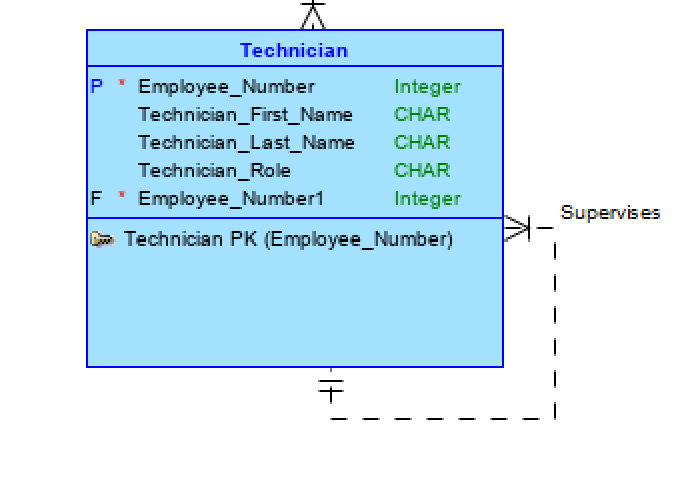 Technician
P * Employee_Number Integer
Technician_First_Name CHAR
Technician_Last_Name CHAR
Technician_Role CHAR
F * Employee_Number1 Integer
Supervises
Technician PK (Employee_Number)